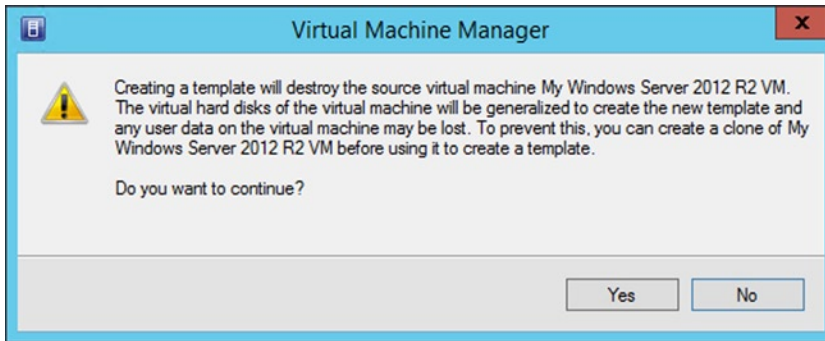 Virtual Machine Manager
x
Creating a template will destroy the source virtual machine My Windows Server 2012 R2 VM.
The virtual hard disks of the virtual machine will be generalized to create the new template and
any user data on the virtual machine may be lost. To prevent this, you can create a clone of My
Windows Server 2012 R2 VM before using it to create a template.
Do you want to continue?
Yes No